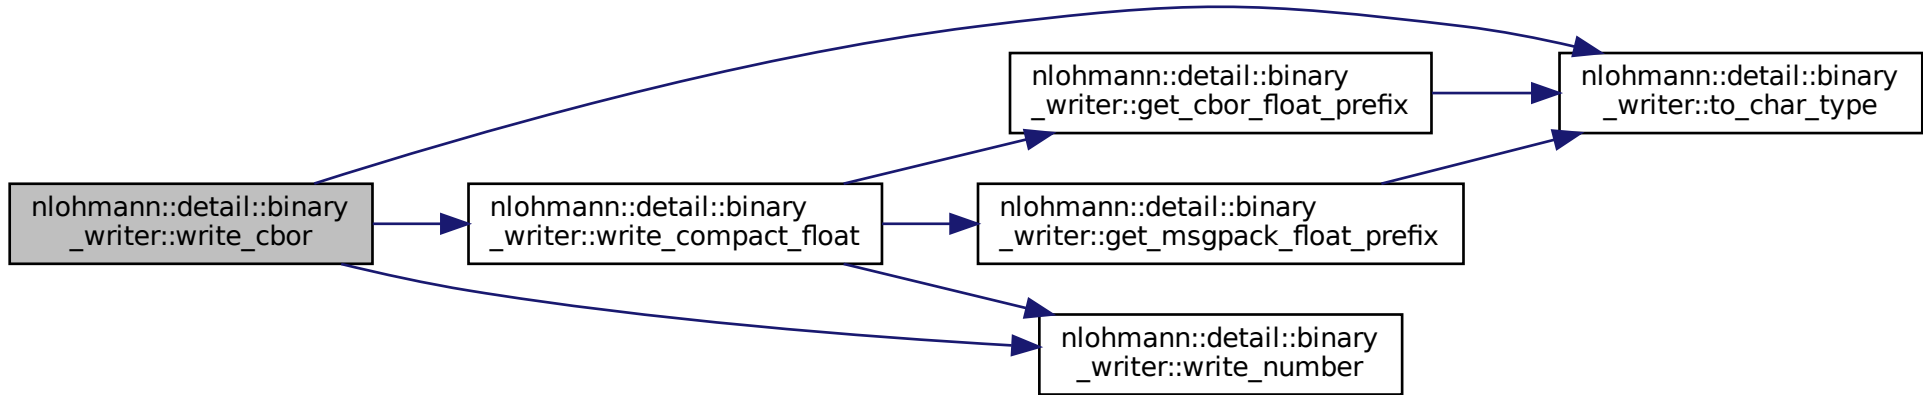 nlohmann::detail::binary
_writer::write_cbor
nlohmann::detail::binary
_writer::write_compact_float
nlohmann::detail::binary
_writer::get_cbor_float_prefix
nlohmann::detail::binary
_writer::to_char_type
nlohmann::detail::binary
_writer::get_msgpack_float_prefix
nlohmann::detail::binary
_writer::write_number